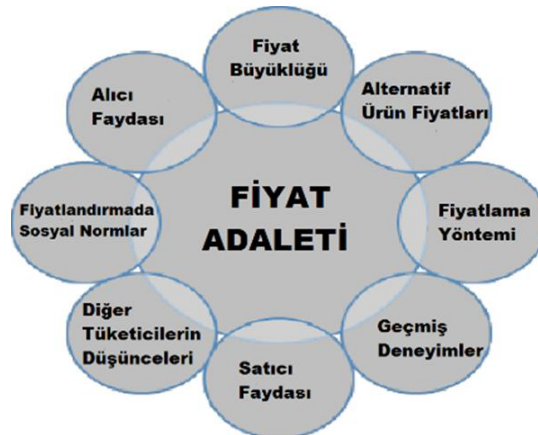 Fiyat
Büyüklüğü
Alternatif
Ürün Fiyatları
Fiyatlama
Yöntemi
Geçmiş
Deneyimler
Satıcı
Faydası
Diğer
Tüketicilerin
Düşünceleri
Fiyatlandırmada
Sosyal Normlar
Alıcı
Faydası
FİYAT
ADALETİ